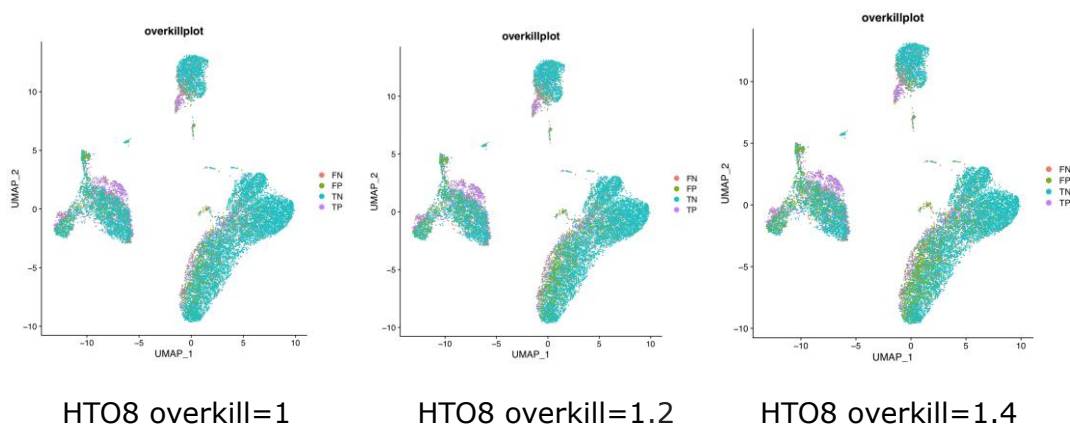 overkillplot
10
5
0
−5
−10
UMAP_2
−10
−5
0
5
10
UMAP_1
FN
FP
TN
TP
overkillplot
10
5
0
−5
−10
UMAP_2
−10
−5
0
5
10
UMAP_1
FN
FP
TN
TP
overkillplot
10
5
0
−5
−10
UMAP_2
−10
−5
0
5
10
UMAP_1
FN
FP
TN
TP
HTO8 overkill=1
HTO8 overkill=1.2
HTO8 overkill=1.4